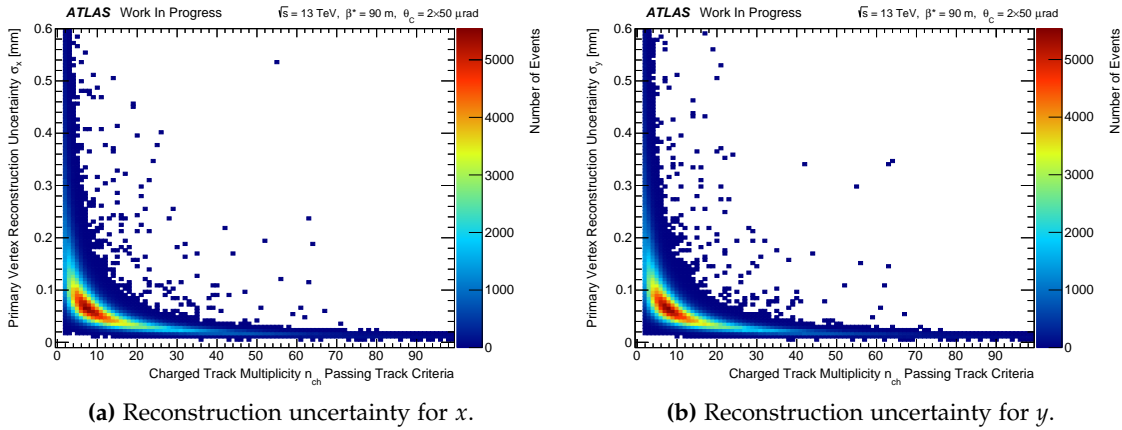 ATLAS Work In Progress
√s = 13 TeV, β* = 90 m, θ_C = 2×50 μrad
Primary Vertex Reconstruction Uncertainty σ_x [mm]
0.6
0.5
0.4
0.3
0.2
0.1
0
0 10 20 30 40 50 60 70 80 90
Charged Track Multiplicity n_ch Passing Track Criteria
Number of Events
5000
4000
3000
2000
1000
0
(a) Reconstruction uncertainty for x.
ATLAS Work In Progress
√s = 13 TeV, β* = 90 m, θ_C = 2×50 μrad
Primary Vertex Reconstruction Uncertainty σ_y [mm]
0.6
0.5
0.4
0.3
0.2
0.1
0
0 10 20 30 40 50 60 70 80 90
Charged Track Multiplicity n_ch Passing Track Criteria
Number of Events
5000
4000
3000
2000
1000
0
(b) Reconstruction uncertainty for y.